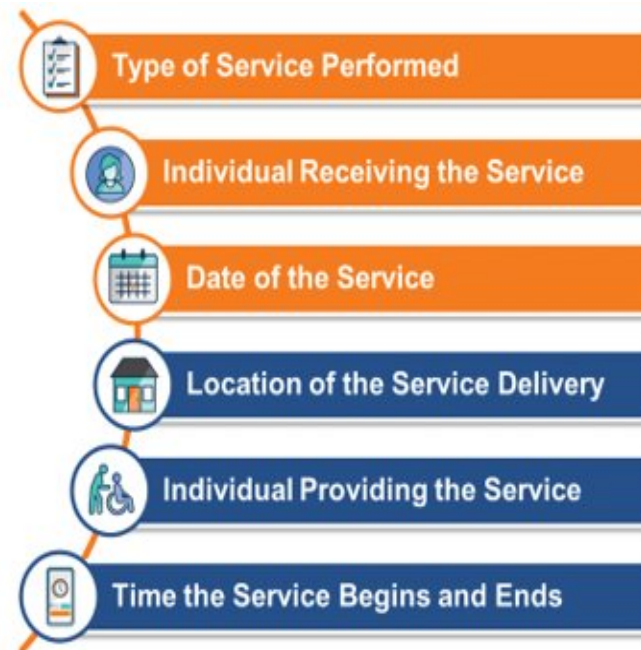 Type of Service Performed
Individual Receiving the Service
Date of the Service
Location of the Service Delivery
Individual Providing the Service
Time the Service Begins and Ends